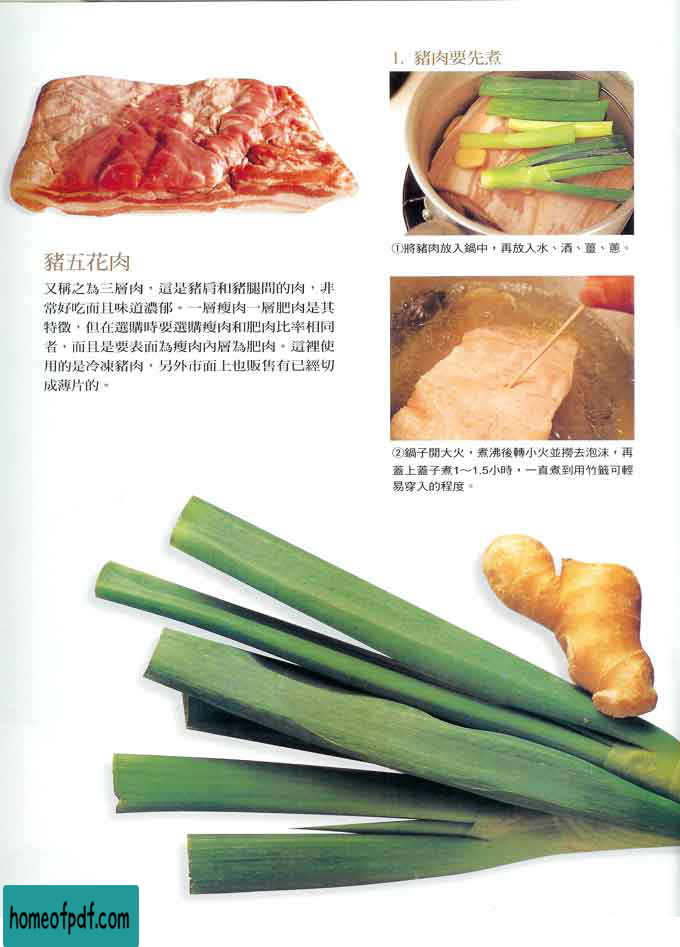 豬五花肉
又稱之為三層肉，這是豬肩和豬腿間的肉，非
常好吃而且味道濃郁。一層瘦肉一層肥肉是其
特徵，但在選購時要選購瘦肉和肥肉比率相同
者，而且是要表面為瘦肉內層為肥肉。這裡使
用的是冷凍豬肉，另外市面上也販售有已經切
成薄片的。
1. 豬肉要先煮
①將豬肉放入鍋中，再放入水、酒、薑、蔥。
②鍋子開大火，煮沸後轉小火並撈去泡沫，再
蓋上蓋子煮1～1.5小時，一直煮到用竹籤可輕
易穿入的程度。
homeofpdf.com